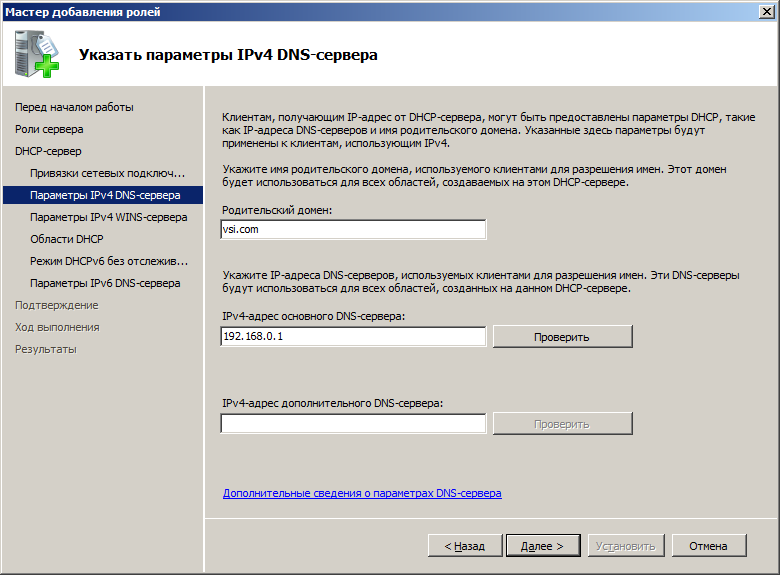 Мастер добавления ролей
Указать параметры IPv4 DNS-сервера
Перед началом работы
Роли сервера
DHCP-сервер
Привязки сетевых подключ...
Параметры IPv4 DNS-сервера
Параметры IPv4 WINS-сервера
Области DHCP
Режим DHCPv6 без отслежив...
Параметры IPv6 DNS-сервера
Подтверждение
Ход выполнения
Результаты
Клиентам, получающим IP-адрес от DHCP-сервера, могут быть предоставлены параметры DHCP, такие
как IP-адреса DNS-серверов и имя родительского домена. Указанные здесь параметры будут
применены к клиентам, использующим IPv4.
Укажите имя родительского домена, используемого клиентами для разрешения имен. Этот домен
будет использоваться для всех областей, создаваемых на этом DHCP-сервере.
Родительский домен:
vsi.com
Укажите IP-адреса DNS-серверов, используемых клиентами для разрешения имен. Эти DNS-серверы
будут использоваться для всех областей, созданных на данном DHCP-сервере.
IPv4-адрес основного DNS-сервера:
192.168.0.1
Проверить
IPv4-адрес дополнительного DNS-сервера:
Проверить
Дополнительные сведения о параметрах DNS-сервера
< Назад
Далее >
Установить
Отмена